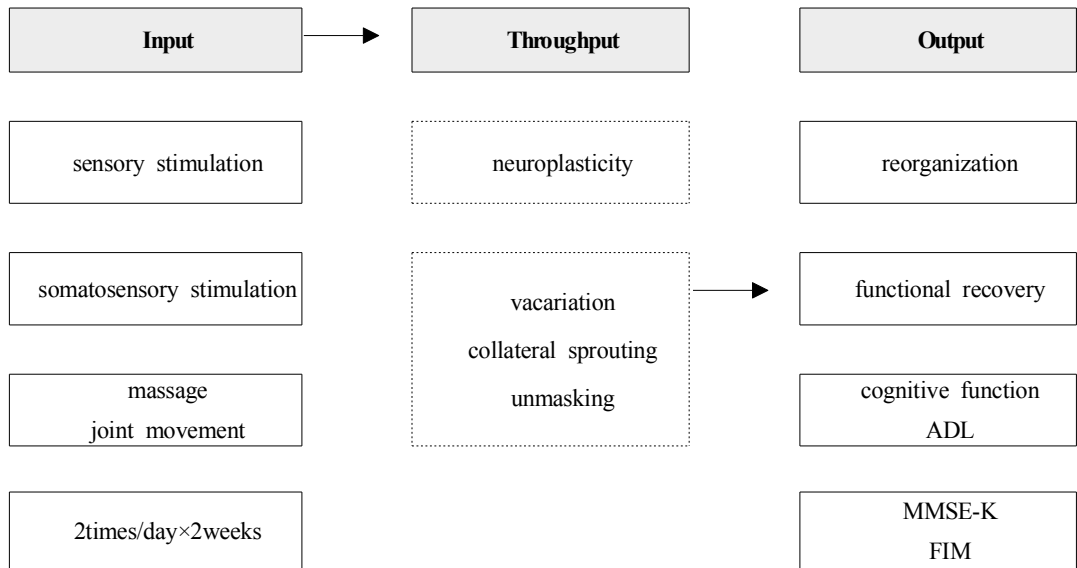 Input
Throughput
Output
sensory stimulation
neuroplasticity
reorganization
somatosensory stimulation
vacariation
collateral sprouting
unmasking
functional recovery
massage
joint movement
cognitive function
ADL
2times/day×2weeks
MMSE-K
FIM